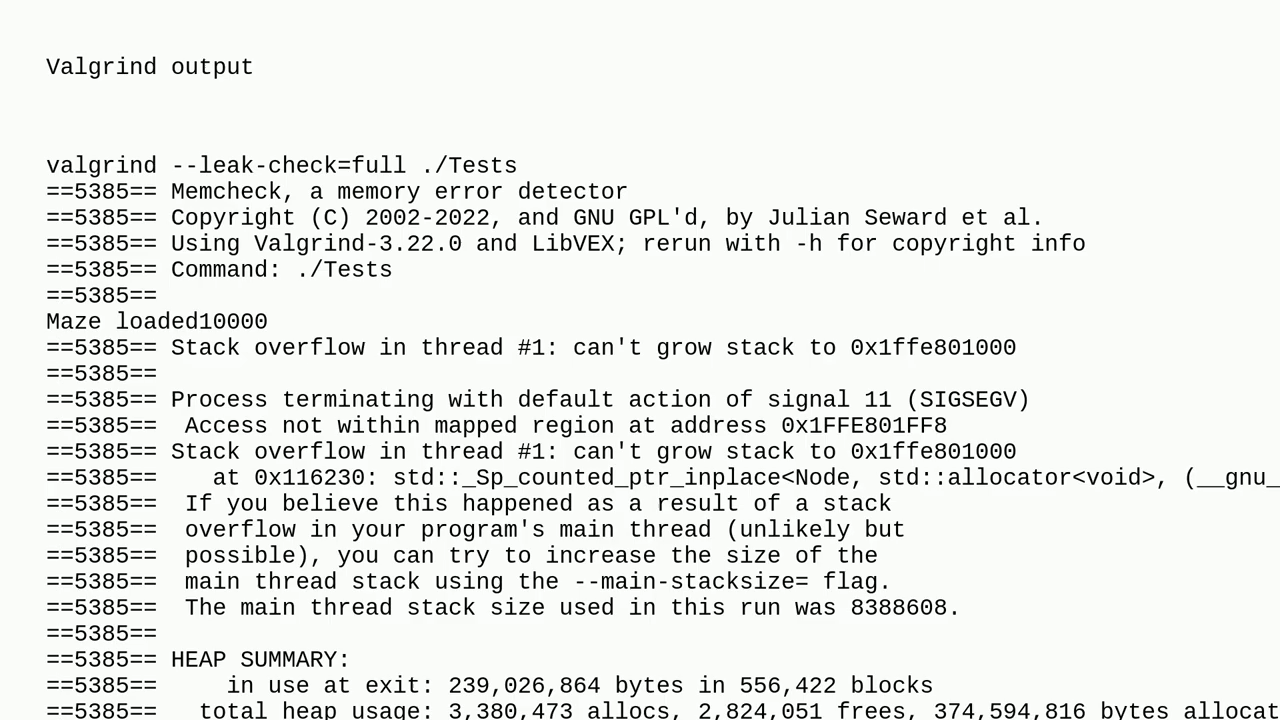 Valgrind output
valgrind --leak-check=full ./Tests
==5385== Memcheck, a memory error detector
==5385== Copyright (C) 2002-2022, and GNU GPL'd, by Julian Seward et al.
==5385== Using Valgrind-3.22.0 and LibVEX; rerun with -h for copyright info
==5385== Command: ./Tests
==5385==
Maze loaded10000
==5385== Stack overflow in thread #1: can't grow stack to 0x1ffe801000
==5385==
==5385== Process terminating with default action of signal 11 (SIGSEGV)
==5385==  Access not within mapped region at address 0x1FFE801FF8
==5385== Stack overflow in thread #1: can't grow stack to 0x1ffe801000
==5385==    at 0x116230: std::_Sp_counted_ptr_inplace<Node, std::allocator<void>, (__gnu_
==5385==  If you believe this happened as a result of a stack
==5385==  overflow in your program's main thread (unlikely but
==5385==  possible), you can try to increase the size of the
==5385==  main thread stack using the --main-stacksize= flag.
==5385==  The main thread stack size used in this run was 8388608.
==5385==
==5385== HEAP SUMMARY:
==5385==     in use at exit: 239,026,864 bytes in 556,422 blocks
==5385==   total heap usage: 3,380,473 allocs, 2,824,051 frees, 374,594,816 bytes allocat